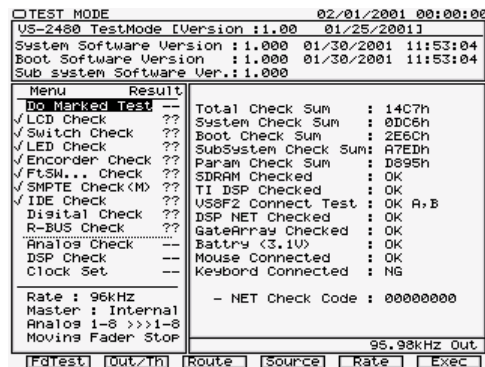 TEST MODE 02/01/2001 00:00:00
VS-2480 TestMode [Version :1.00 01/25/2001]
System Software Version :1.000 01/30/2001 11:53:04
Boot Software Version :1.000 01/30/2001 11:53:04
Sub system Software Ver.:1.000
Menu Result
Do Marked Test --
√LCD Check ??
√Switch Check ??
√LED Check ??
√Encorder Check ??
√FtSW... Check ??
√SMPTE Check(M) ??
√IDE Check ??
Digital Check ??
R-BUS Check ??
Analog Check --
DSP Check --
Clock Set --
Rate : 96kHz
Master : Internal
Analog 1-8 >>>1-8
Moving Fader Stop
Total Check Sum : 14C7h
System Check Sum : 0DC6h
Boot Check Sum : 2E6Ch
SubSystem Check Sum: A7EDh
Param Check Sum : D895h
SDRAM Checked : OK
TI DSP Checked : OK
VS8F2 Connect Test : OK A,B
DSP NET Checked : OK
GateArray Checked : OK
Battry (3.1V) : OK
Mouse Connected : OK
Keybord Connected : NG
- NET Check Code : 00000000
95.98kHz Out
FdTest Out/Th Route Source Rate Exec